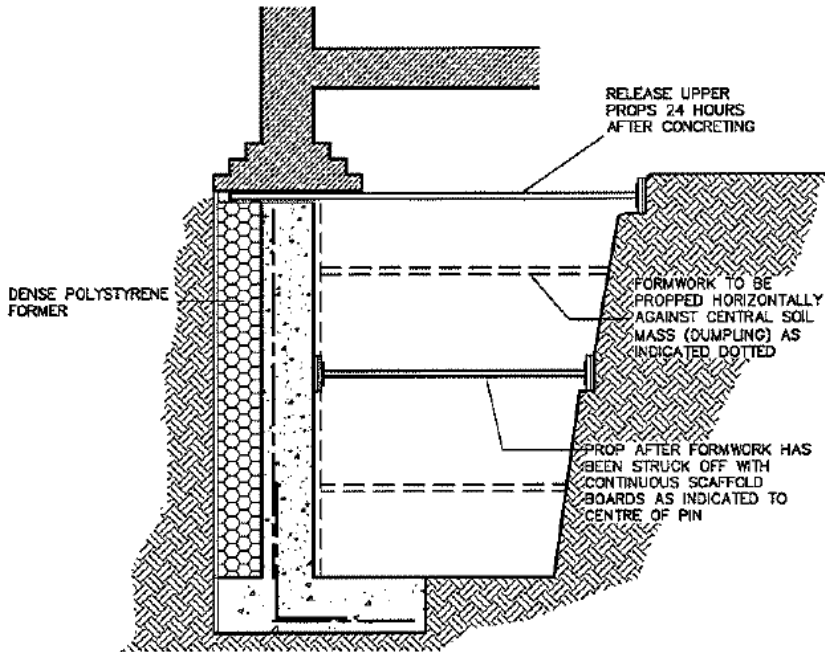 RELEASE UPPER
PROPS 24 HOURS
AFTER CONCRETING
DENSE POLYSTYRENE
FORMER
FORMWORK TO BE
PROPPED HORIZONTALLY
AGAINST CENTRAL SOIL
MASS (DUMPLING) AS
INDICATED DOTTED
PROP AFTER FORMWORK HAS
BEEN STRUCK OFF WITH
CONTINUOUS SCAFFOLD
BOARDS AS INDICATED TO
CENTRE OF PIN